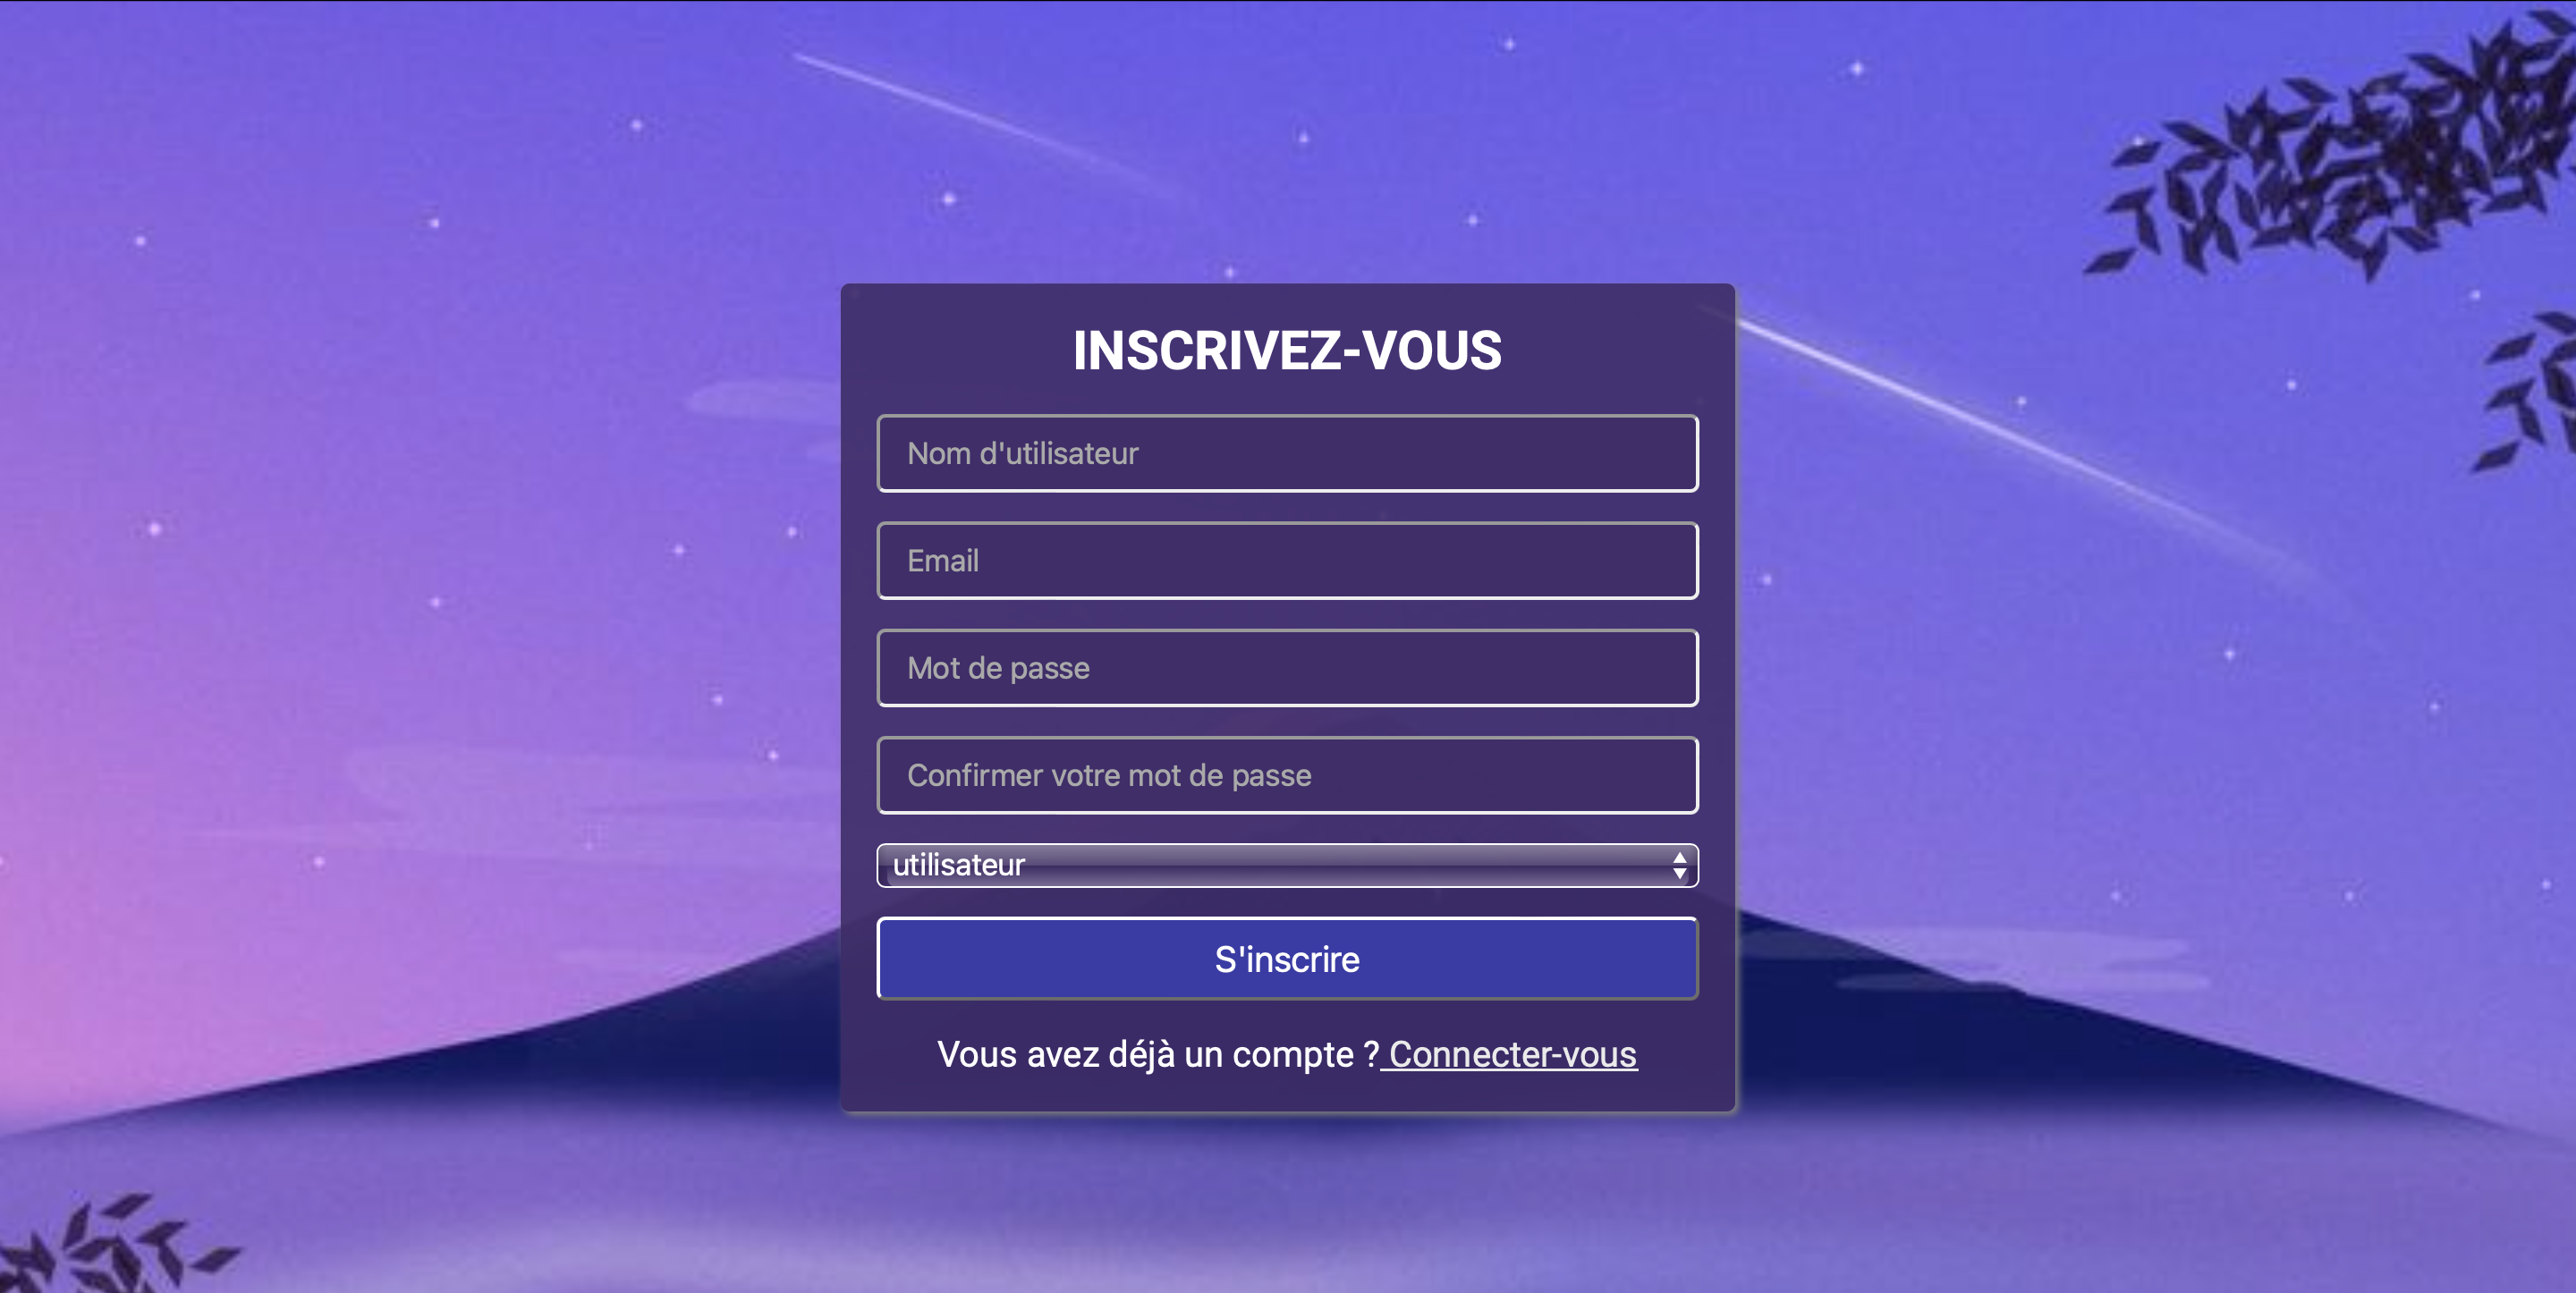 INSCRIVEZ-VOUS
Nom d'utilisateur
Email
Mot de passe
Confirmer votre mot de passe
utilisateur
S'inscrire
Vous avez déjà un compte ? Connecter-vous